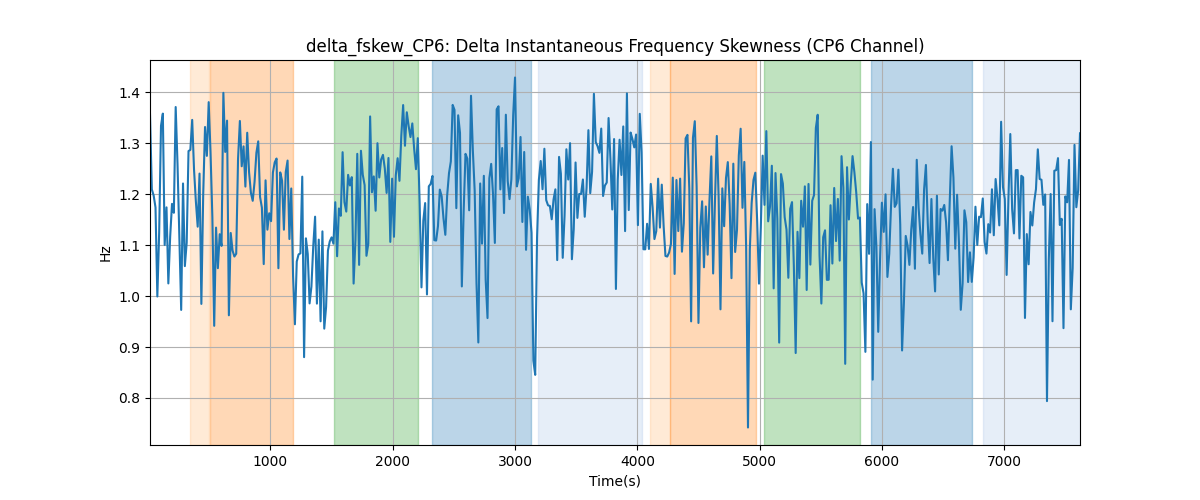 delta_fskew_CP6: Delta Instantaneous Frequency Skewness (CP6 Channel)
1.4
1.3
1.2
1.1
1.0
0.9
0.8
Hz
1000 2000 3000 4000 5000 6000 7000
Time(s)